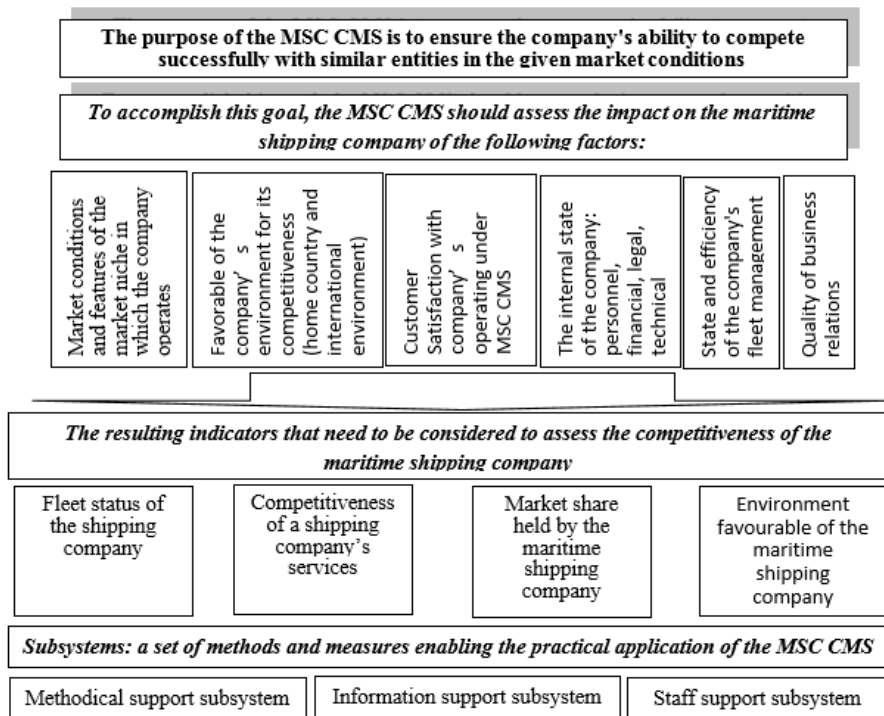 The purpose of the MSC CMS is to ensure the company's ability to compete
successfully with similar entities in the given market conditions
To accomplish this goal, the MSC CMS should assess the impact on the maritime
shipping company of the following factors:
Market conditions
and features of the
market niche in
which the company
operates
Favorable of the
company’ s
environment for its
competitiveness
(home country and
international
environment)
Customer
Satisfaction with
company’ s
operating under
MSC CMS
The internal state
of the company:
personnel,
financial, legal,
technical
State and efficiency
of the company's
fleet management
Quality of business
relations
The resulting indicators that need to be considered to assess the competitiveness of the
maritime shipping company
Fleet status of
the shipping
company
Competitiveness
of a shipping
company’s
services
Market share
held by the
maritime
shipping
company
Environment
favourable of the
maritime
shipping
company
Subsystems: a set of methods and measures enabling the practical application of the MSC CMS
Methodical support subsystem
Information support subsystem
Staff support subsystem